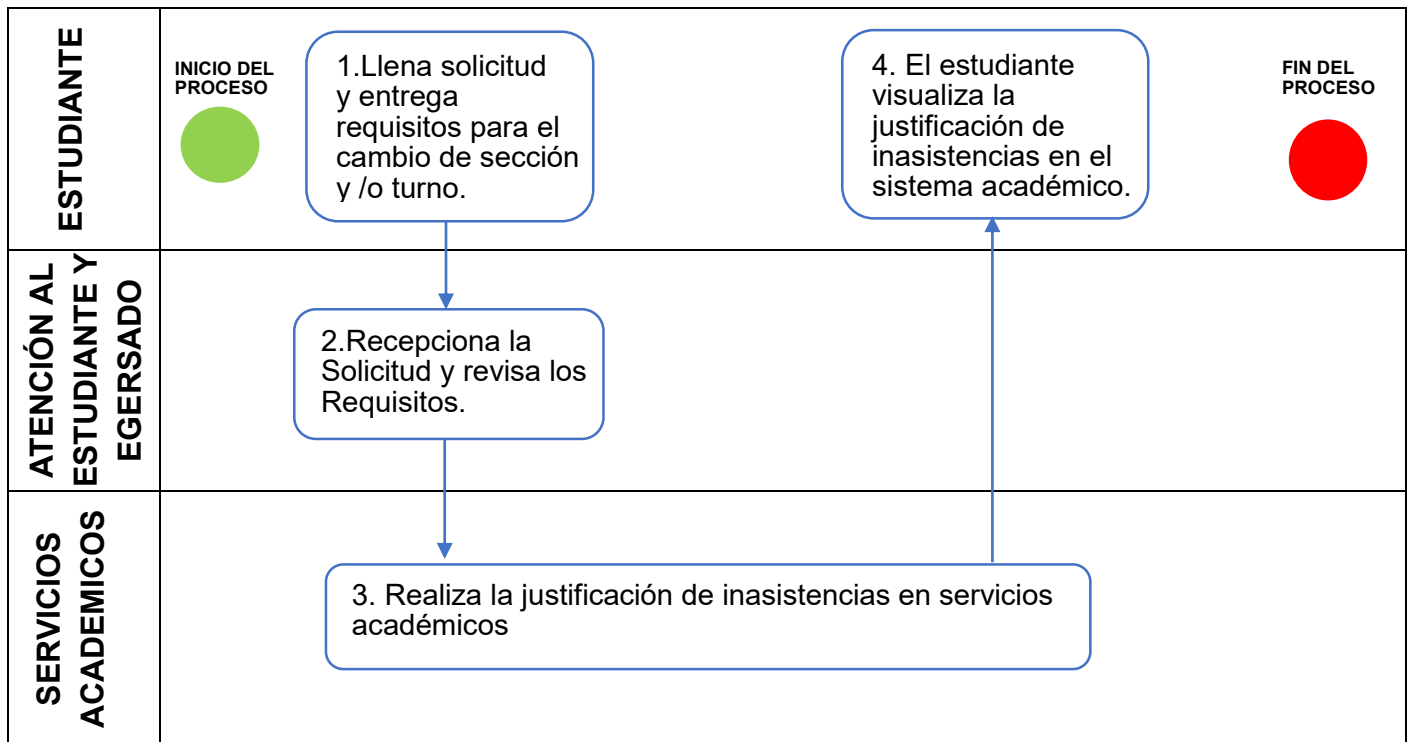 ESTUDIANTE
INICIO DEL
PROCESO
1.Llena solicitud
y entrega
requisitos para el
cambio de sección
y /o turno.
4. El estudiante
visualiza la
justificación de
inasistencias en el
sistema académico.
FIN DEL
PROCESO
ATENCIÓN AL
ESTUDIANTE Y
EGERSADO
2.Recepciona la
Solicitud y revisa los
Requisitos.
SERVICIOS
ACADEMICOS
3. Realiza la justificación de inasistencias en servicios
académicos